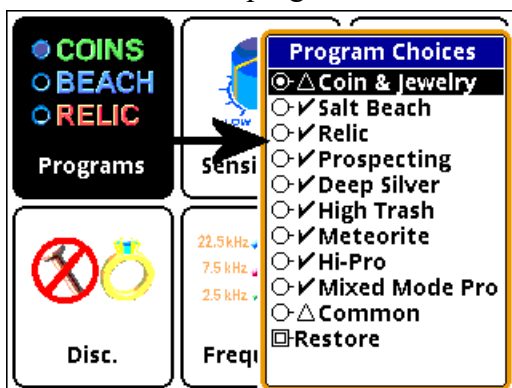 COINS
BEACH
RELIC
Programs
LOW
Sensi
Disc.
22.5 kHz
7.5 kHz
2.5 kHz
Frequ
Program Choices
Coin & Jewelry
Salt Beach
Relic
Prospecting
Deep Silver
High Trash
Meteorite
Hi-Pro
Mixed Mode Pro
Common
Restore